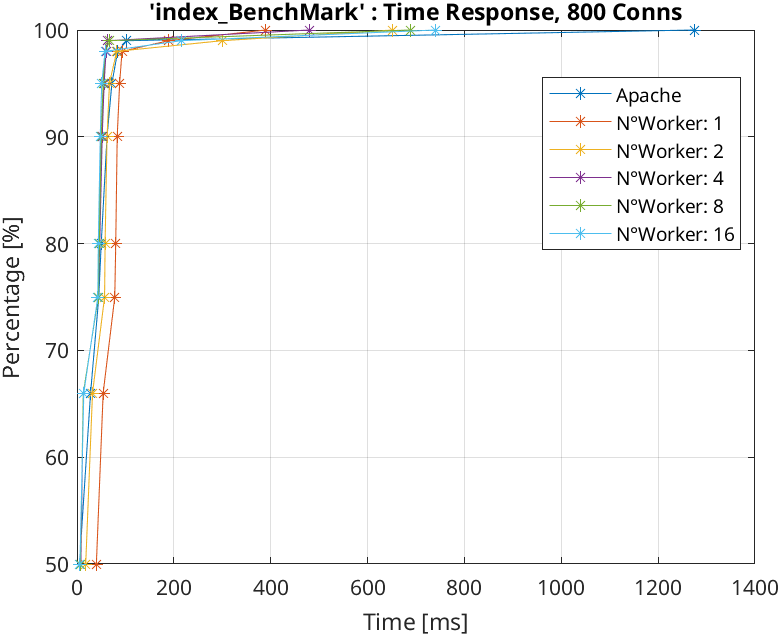 'index_BenchMark' : Time Response, 800 Conns
100
90
80
70
60
50
Percentage [%]
Apache
N°Worker: 1
N°Worker: 2
N°Worker: 4
N°Worker: 8
N°Worker: 16
0 200 400 600 800 1000 1200 1400
Time [ms]